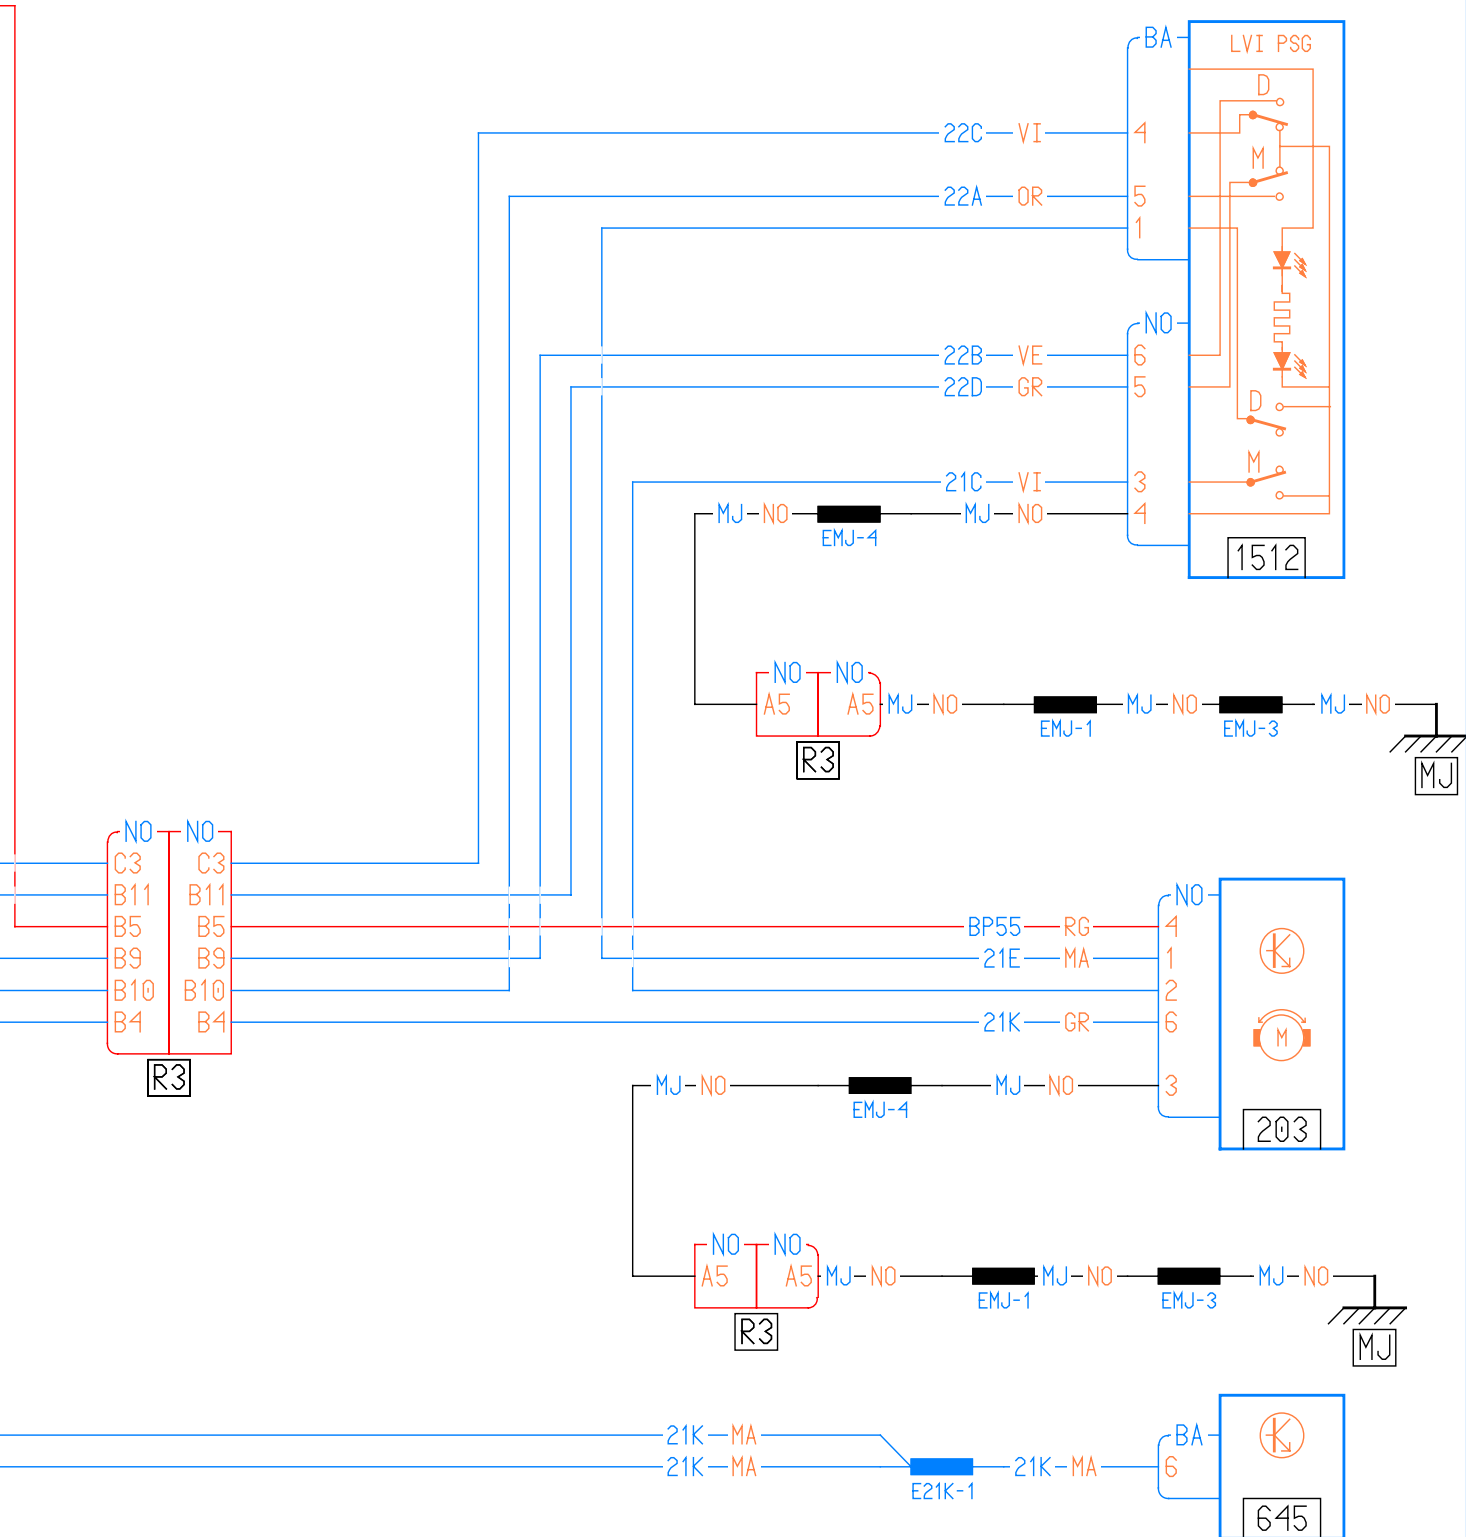 BA
LVI PSG
D
22C VI 4
M
22A OR 5
1
NO
22B VE 6
22D GR 5
D
M
21C VI 3
MJ NO MJ NO 4
EMJ-4
1512
NO NO
A5 A5 MJ NO MJ NO MJ NO
EMJ-1 EMJ-3
R3
MJ
NO NO
C3 C3
B11 B11
B5 B5
B9 B9
B10 B10
B4 B4
R3
NO
BP55 RG 4
21E MA 1
2
21K GR 6
M
MJ NO MJ NO 3
EMJ-4
203
NO NO
A5 A5 MJ NO MJ NO MJ NO
EMJ-1 EMJ-3
R3
MJ
21K MA
BA
21K MA 21K MA 6
E21K-1
645